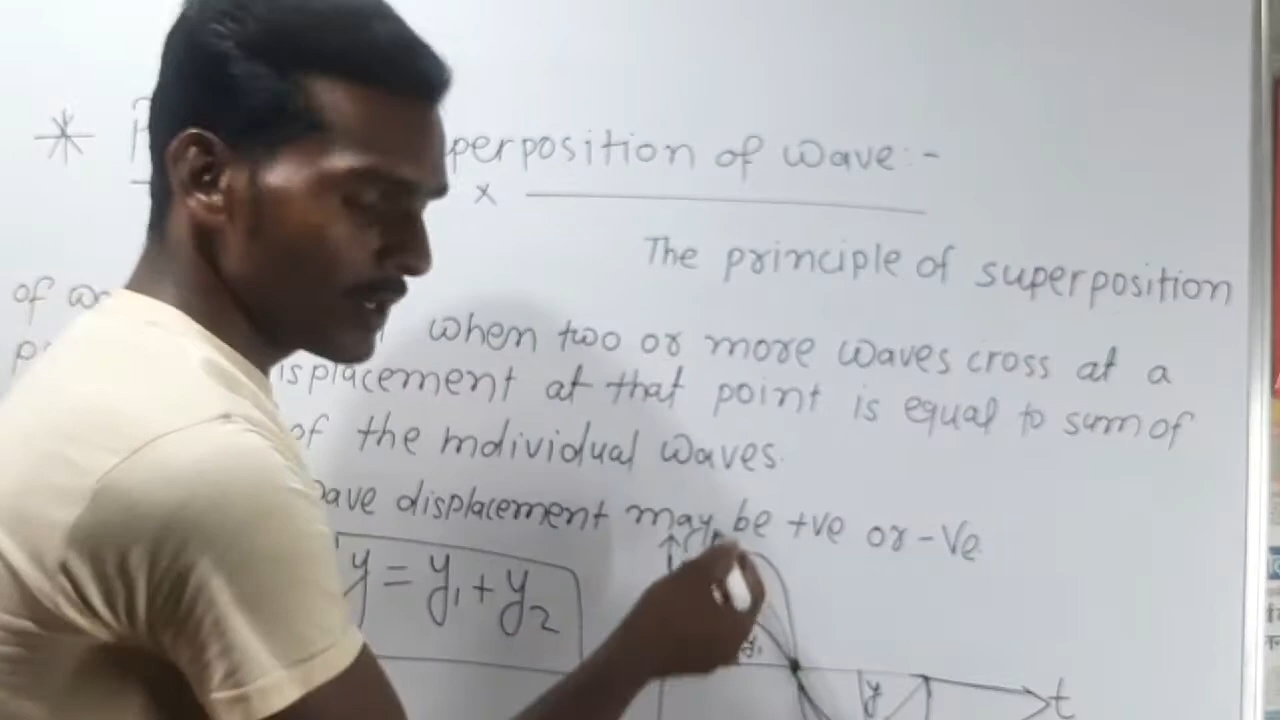 * perposition of wave :-
The principle of superposition
of
when two or more waves cross at a
isplacement at that point is equal to sum of
of the individual waves.
ave displacement may be +ve or -ve
y = y₁ + y₂
y₁
y
t